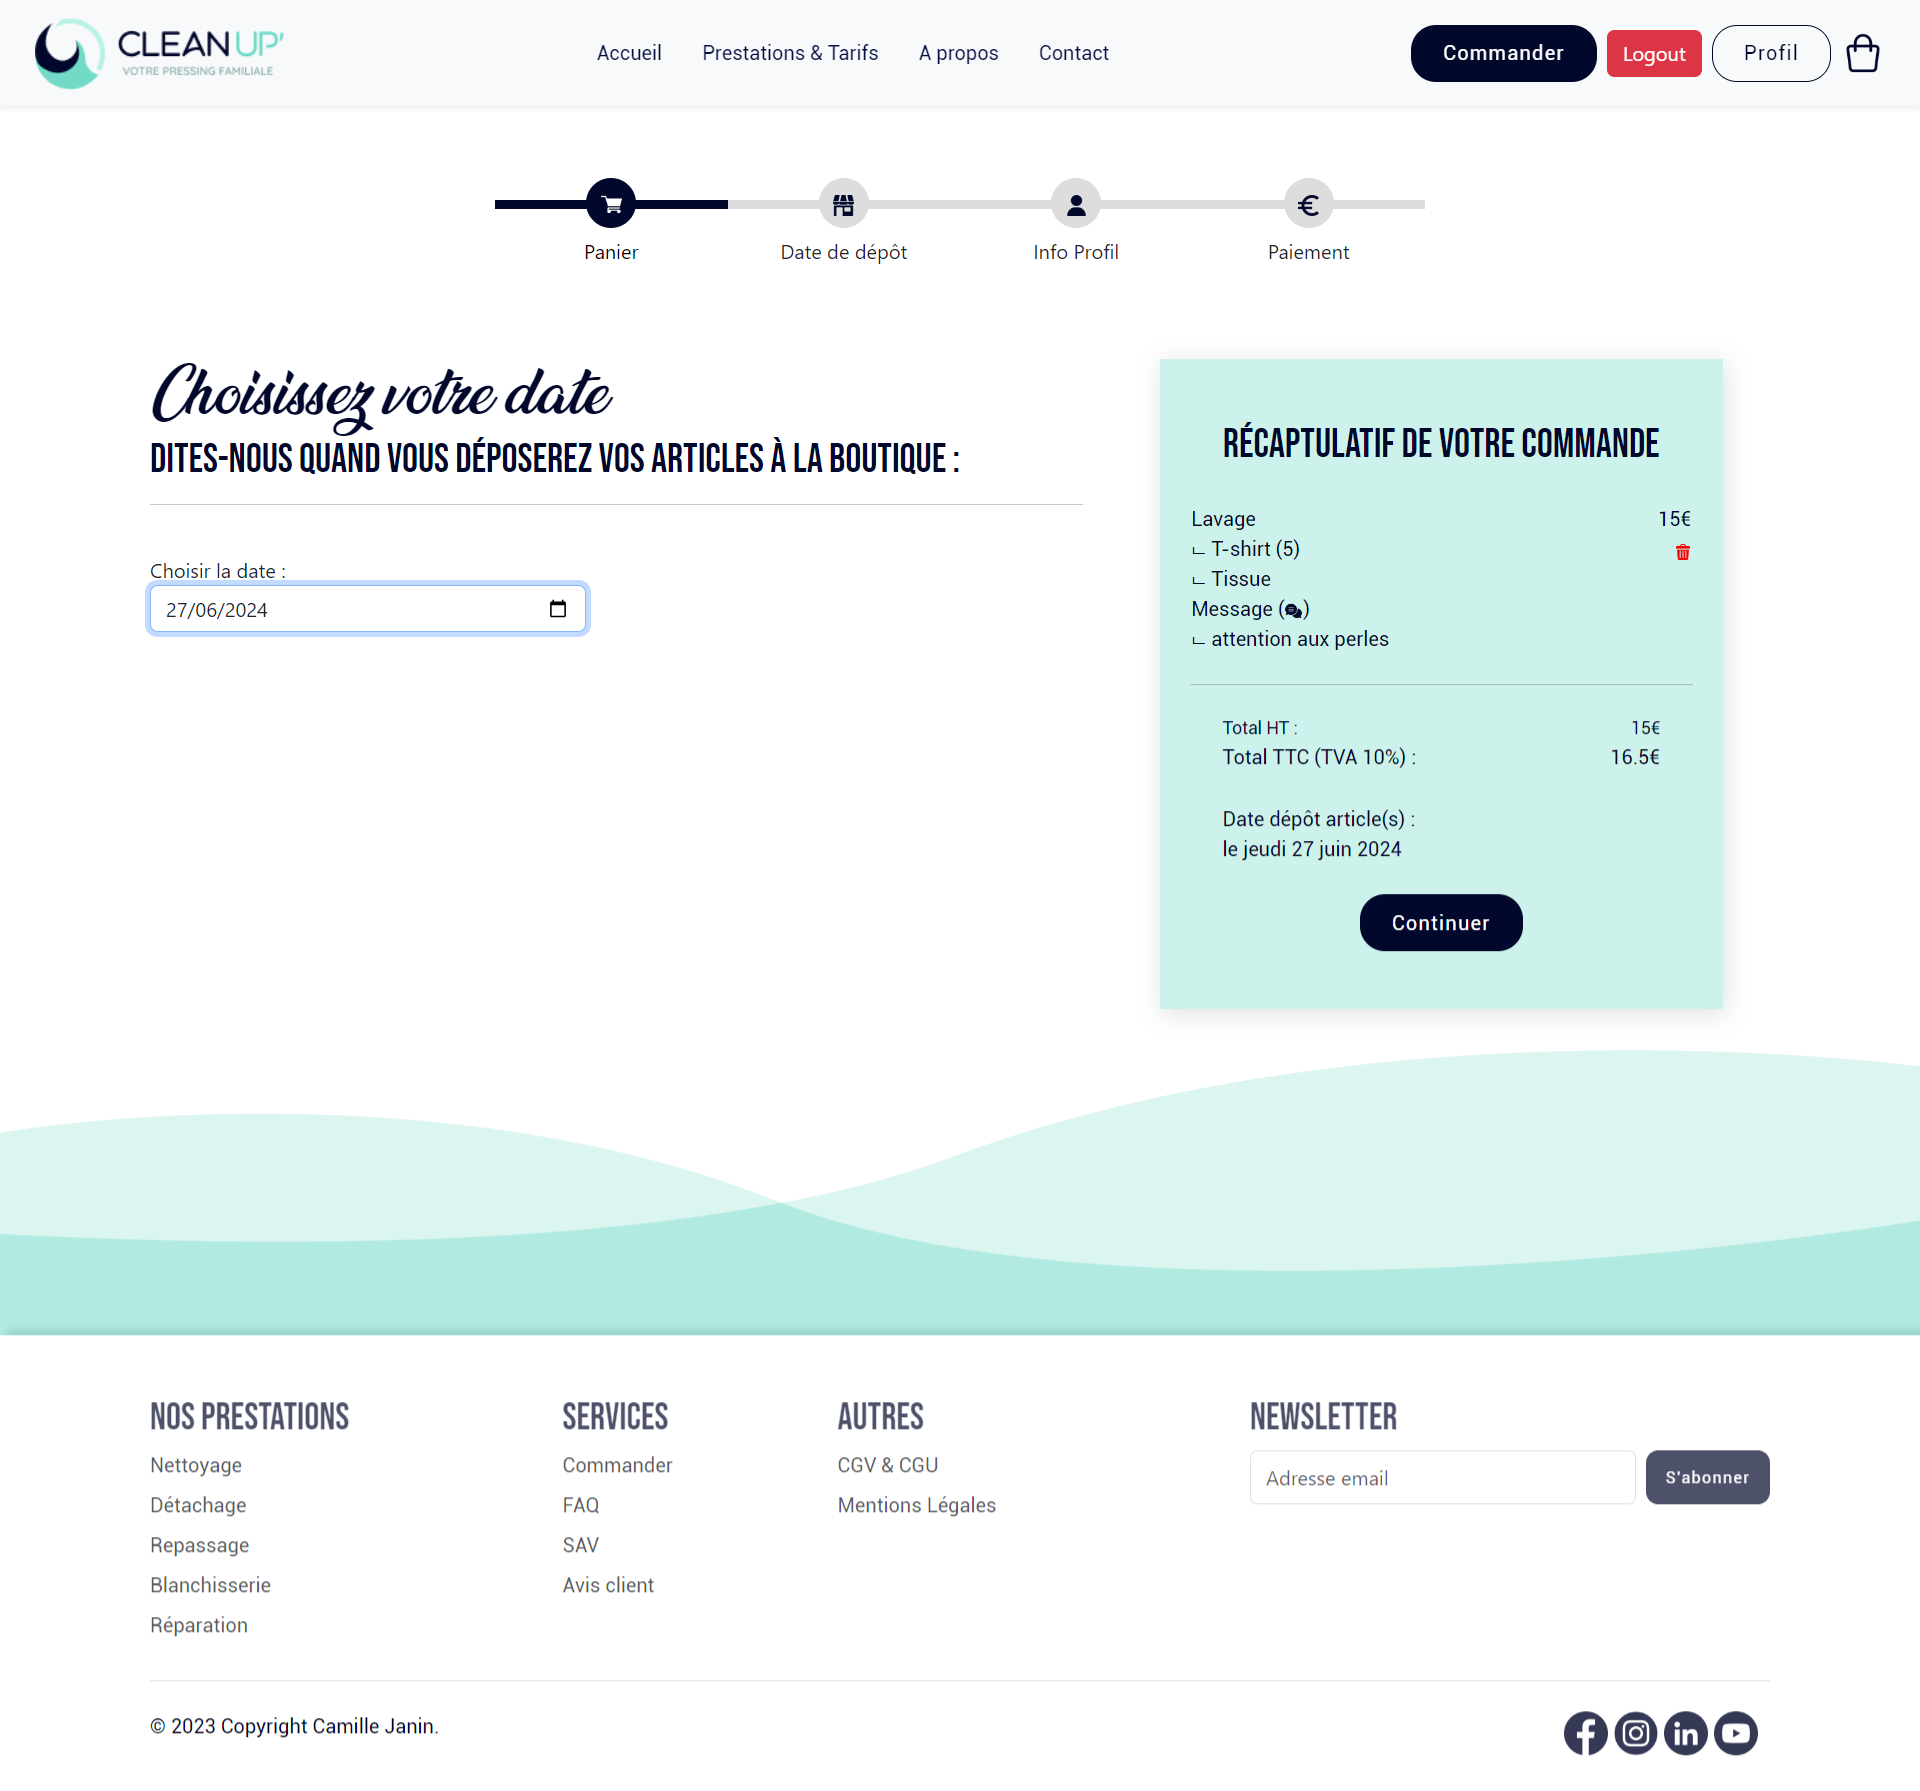 CLEAN UP'
VOTRE PRESSING FAMILIALE
Accueil
Prestations & Tarifs
A propos
Contact
Commander
Logout
Profil
Panier
Date de dépôt
Info Profil
Paiement
Choisissez votre date
DITES-NOUS QUAND VOUS DÉPOSEREZ VOS ARTICLES À LA BOUTIQUE :
Choisir la date :
27/06/2024
RÉCAPTULATIF DE VOTRE COMMANDE
Lavage 15€
T-shirt (5)
Tissue
Message ()
attention aux perles
Total HT : 15€
Total TTC (TVA 10%) : 16.5€
Date dépôt article(s) :
le jeudi 27 juin 2024
Continuer
NOS PRESTATIONS
Nettoyage
Détachage
Repassage
Blanchisserie
Réparation
SERVICES
Commander
FAQ
SAV
Avis client
AUTRES
CGV & CGU
Mentions Légales
NEWSLETTER
Adresse email
S'abonner
© 2023 Copyright Camille Janin.